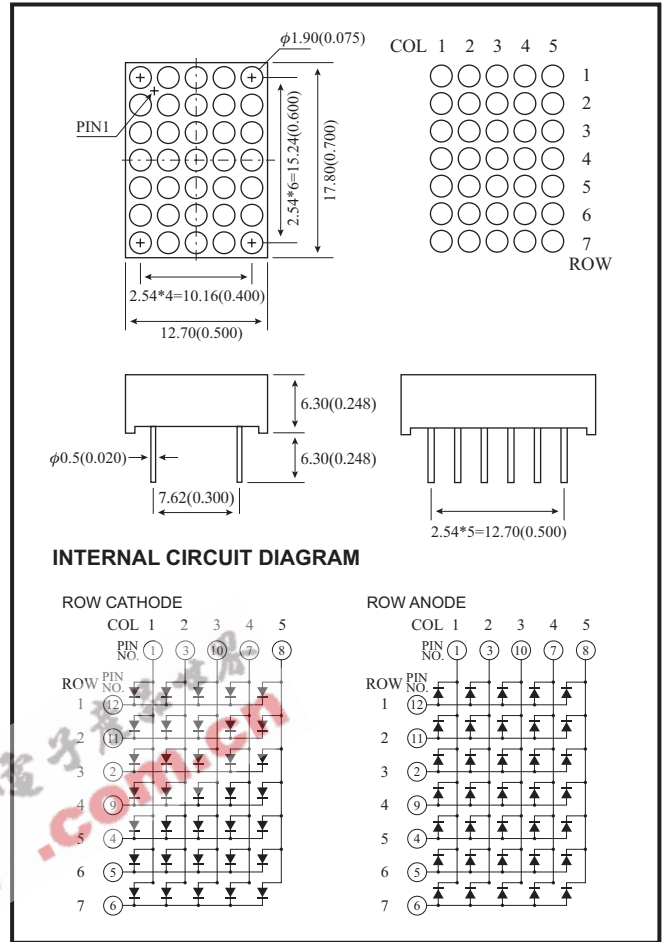 φ1.90(0.075)
PIN1
2.54*6=15.24(0.600)
17.80(0.700)
2.54*4=10.16(0.400)
12.70(0.500)
COL 1 2 3 4 5
1
2
3
4
5
6
7
ROW
6.30(0.248)
φ0.5(0.020)
6.30(0.248)
7.62(0.300)
2.54*5=12.70(0.500)
INTERNAL CIRCUIT DIAGRAM
ROW CATHODE
COL 1 2 3 4 5
PIN NO. 1 3 10 7 8
ROW PIN NO.
1 12
2 11
3 2
4 9
5 4
6 5
7 6
ROW ANODE
COL 1 2 3 4 5
PIN NO. 1 3 10 7 8
ROW PIN NO.
1 12
2 11
3 2
4 9
5 4
6 5
7 6
.com.cn